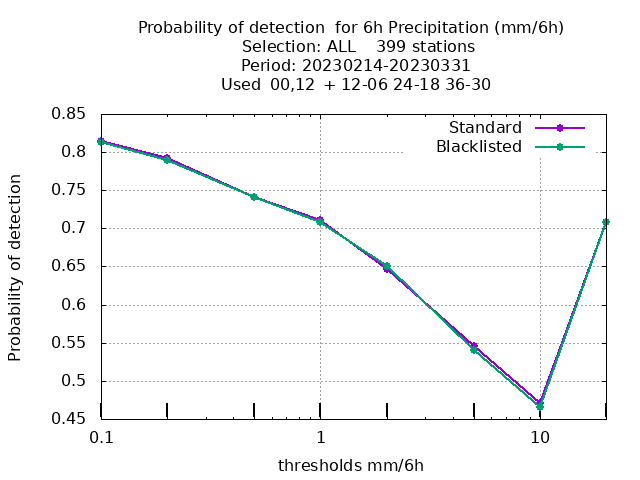 Probability of detection  for 6h Precipitation (mm/6h)
Selection: ALL    399 stations
Period: 20230214-20230331
Used  00,12  + 12-06 24-18 36-30
0.85
0.8
0.75
0.7
0.65
0.6
0.55
0.5
0.45
Probability of detection
Standard
Blacklisted
0.1
1
10
thresholds mm/6h